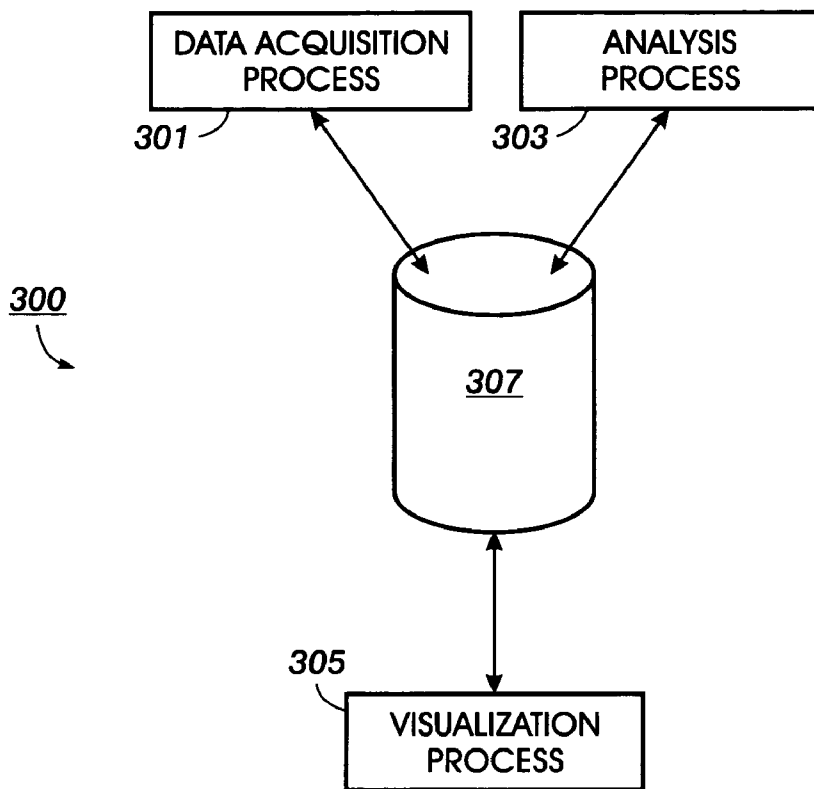 DATA ACQUISITION
PROCESS
301
ANALYSIS
PROCESS
303
300
307
305
VISUALIZATION
PROCESS